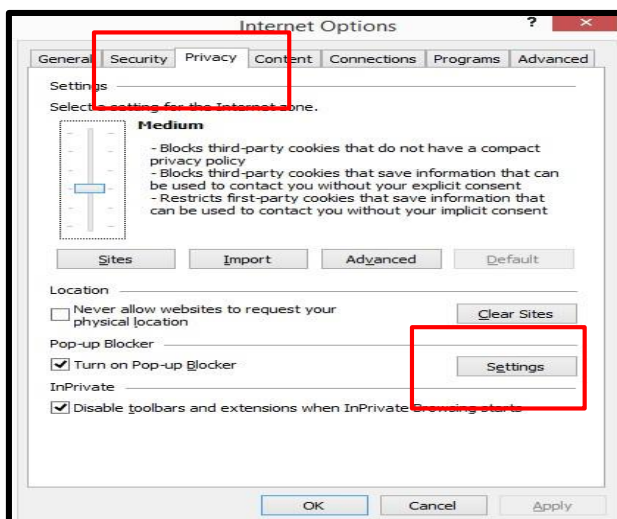 Internet Options ?
General Security Privacy Content Connections Programs Advanced
Settings
Select a setting for the Internet zone.
Medium
- Blocks third-party cookies that do not have a compact
privacy policy
- Blocks third-party cookies that save information that can
be used to contact you without your explicit consent
- Restricts first-party cookies that save information that
can be used to contact you without your implicit consent
Sites Import Advanced Default
Location
Never allow websites to request your
physical location
Clear Sites
Pop-up Blocker
Turn on Pop-up Blocker
Settings
InPrivate
Disable toolbars and extensions when InPrivate Browsing starts
OK Cancel Apply